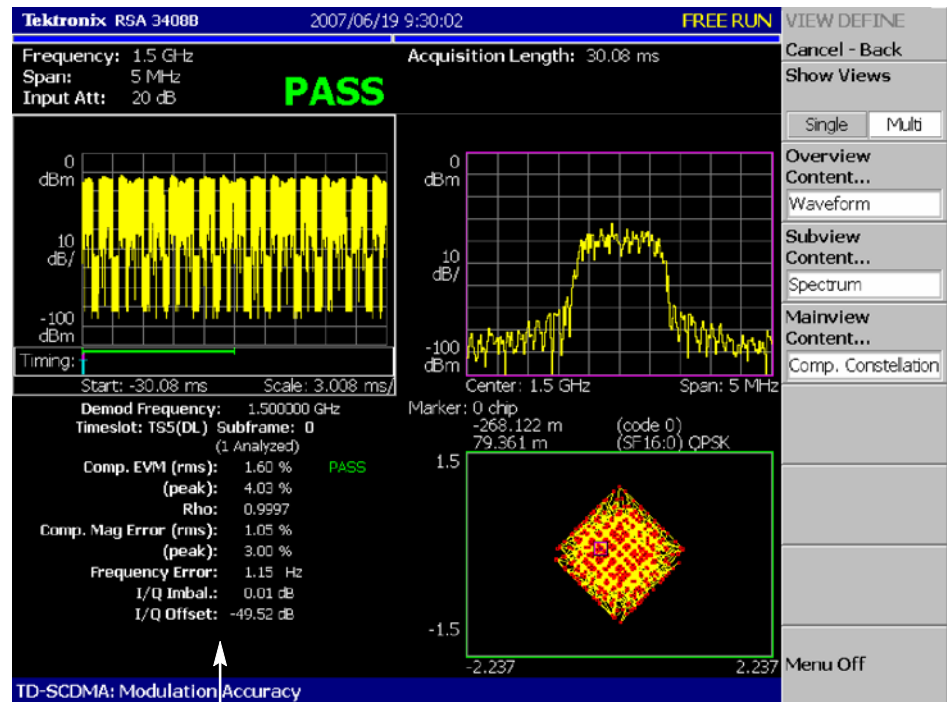 Tektronix RSA 3408B 2007/06/19 9:30:02 FREE RUN
Frequency: 1.5 GHz
Span: 5 MHz
Input Att: 20 dB
PASS
Acquisition Length: 30.08 ms
0
dBm
10
dB/
-100
dBm
Timing:
Start: -30.08 ms Scale: 3.008 ms/
0
dBm
10
dB/
-100
dBm
Center: 1.5 GHz Span: 5 MHz
Demod Frequency: 1.500000 GHz
Timeslot: TS5(DL) Subframe: 0
(1 Analyzed)
Comp. EVM (rms): 1.60 % PASS
(peak): 4.03 %
Rho: 0.9997
Comp. Mag Error (rms): 1.05 %
(peak): 3.00 %
Frequency Error: 1.15 Hz
I/Q Imbal.: 0.01 dB
I/Q Offset: -49.52 dB
Marker: 0 chip
-268.122 m (code 0)
79.361 m (SF16:0) QPSK
1.5
-1.5
-2.237 2.237
TD-SCDMA: Modulation Accuracy
VIEW DEFINE
Cancel - Back
Show Views
Single Multi
Overview
Content...
Waveform
Subview
Content...
Spectrum
Mainview
Content...
Comp. Constellation
Menu Off